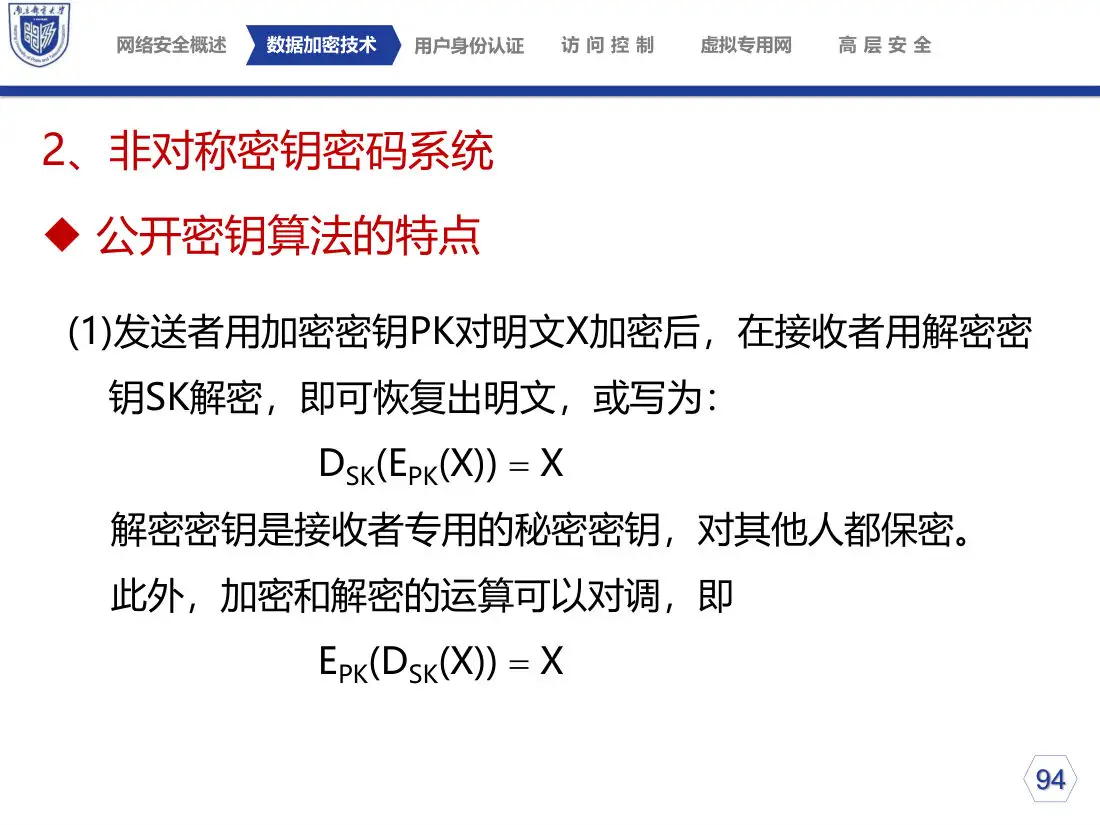 网络安全概述 数据加密技术 用户身份认证 访问控制 虚拟专用网 高层安全
2、非对称密钥密码系统
◆ 公开密钥算法的特点
(1)发送者用加密密钥PK对明文X加密后，在接收者用解密密
钥SK解密，即可恢复出明文，或写为：
DSK(EPK(X)) = X
解密密钥是接收者专用的秘密密钥，对其他人都保密。
此外，加密和解密的运算可以对调，即
EPK(DSK(X)) = X
94